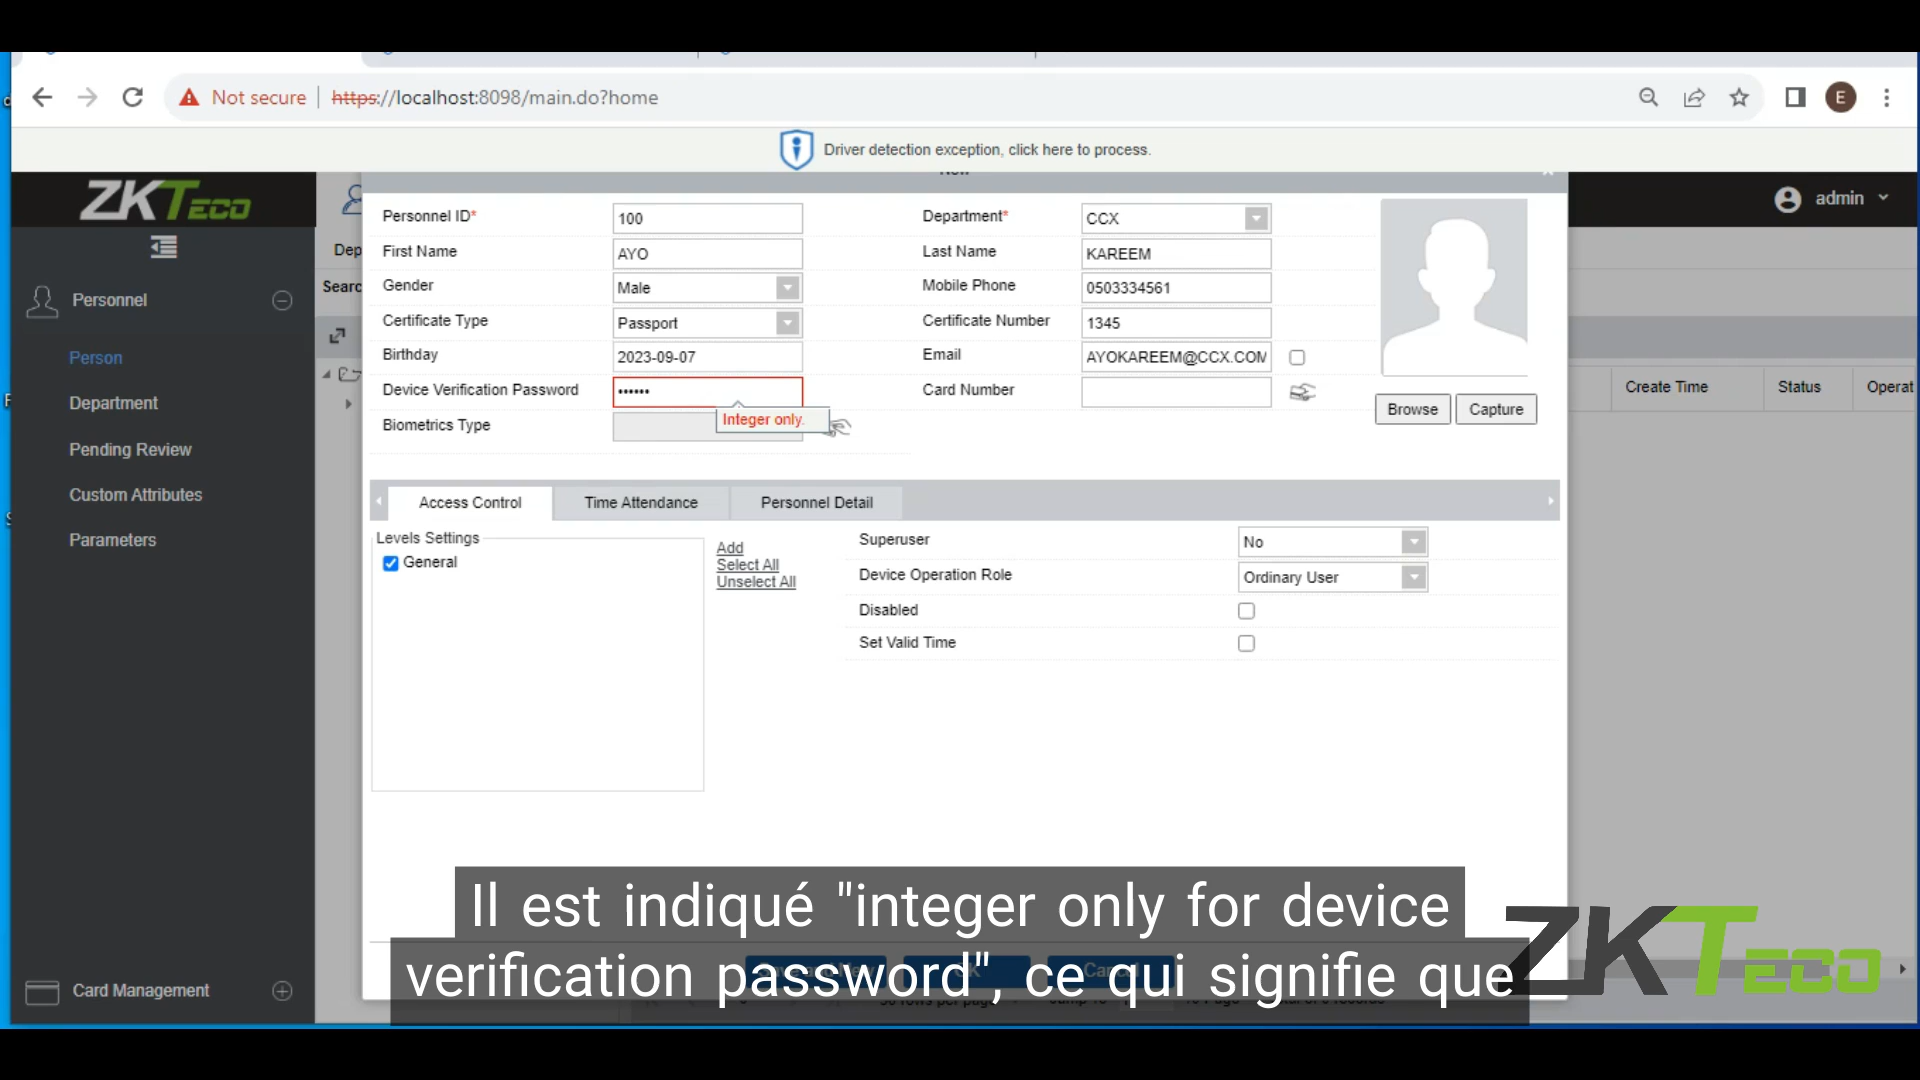 Not secure
https://localhost:8098/main.do?home
E
Driver detection exception, click here to process.
ZKTECO
admin
Personnel
Person
Department
Pending Review
Custom Attributes
Parameters
Card Management
Personnel ID*
100
Department*
CCX
First Name
AYO
Last Name
KAREEM
Gender
Male
Mobile Phone
0503334561
Certificate Type
Passport
Certificate Number
1345
Birthday
2023-09-07
Email
AYOKAREEM@CCX.COM
Device Verification Password
••••••
Card Number
Integer only.
Biometrics Type
Browse
Capture
Create Time
Status
Access Control
Time Attendance
Personnel Detail
Levels Settings
General
Add
Select All
Unselect All
Superuser
No
Device Operation Role
Ordinary User
Disabled
Set Valid Time
Il est indiqué "integer only for device
verification password", ce qui signifie que
ZKTECO